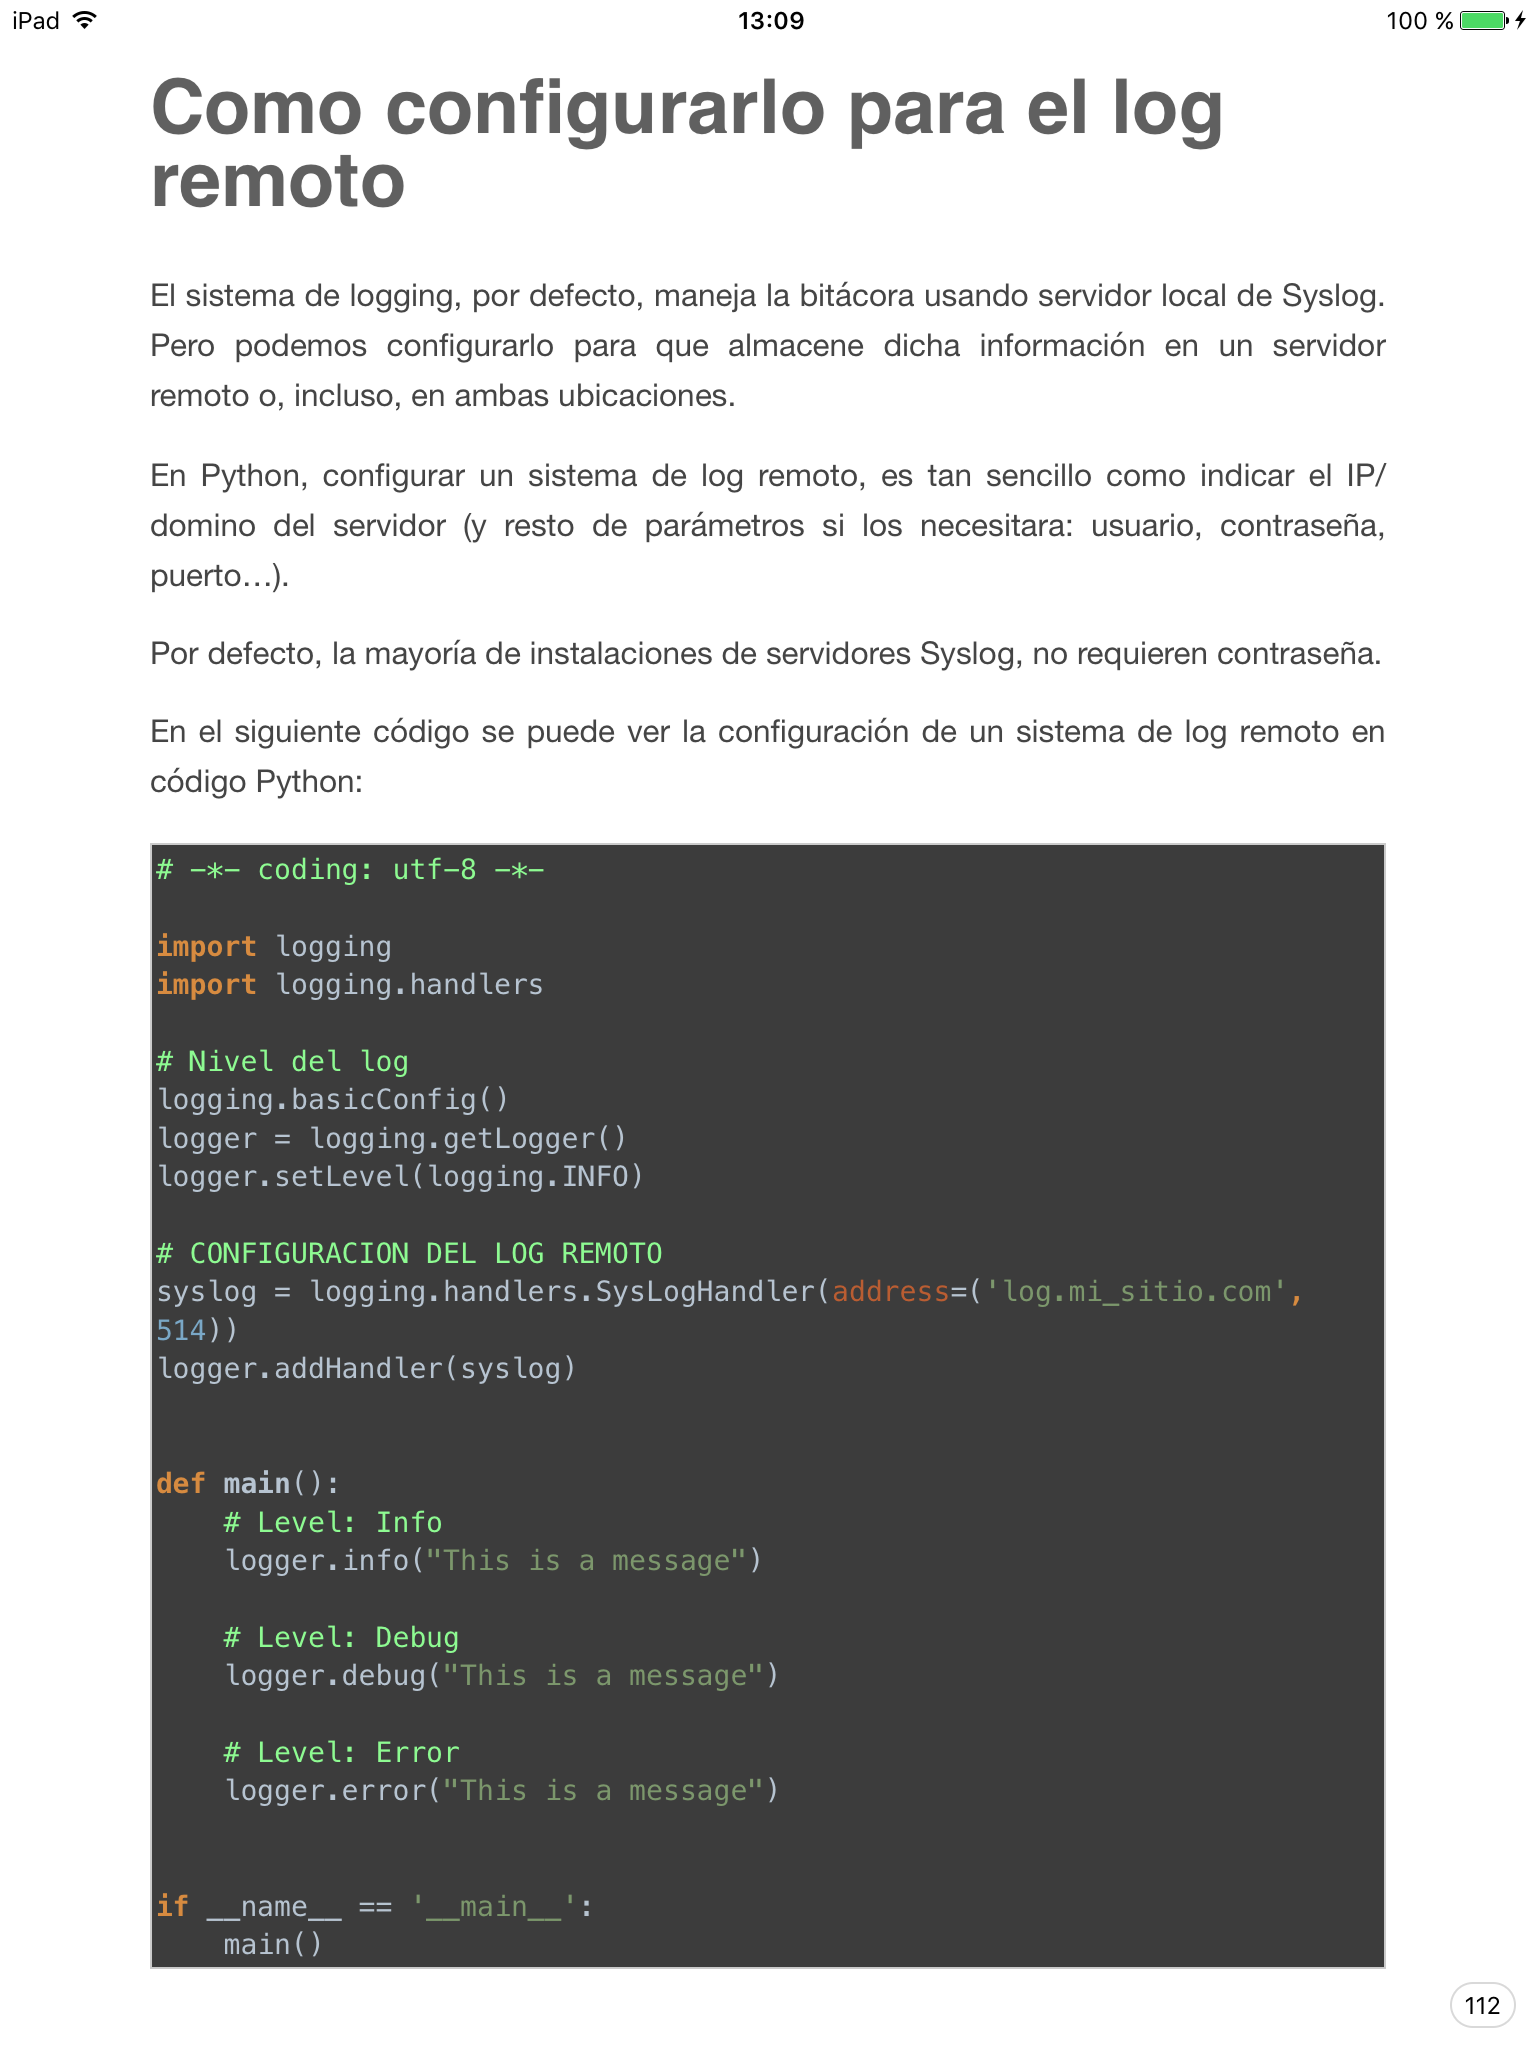 iPad 13:09 100 %
Como configurarlo para el log
remoto
El sistema de logging, por defecto, maneja la bitácora usando servidor local de Syslog.
Pero podemos configurarlo para que almacene dicha información en un servidor
remoto o, incluso, en ambas ubicaciones.
En Python, configurar un sistema de log remoto, es tan sencillo como indicar el IP/
domino del servidor (y resto de parámetros si los necesitara: usuario, contraseña,
puerto…).
Por defecto, la mayoría de instalaciones de servidores Syslog, no requieren contraseña.
En el siguiente código se puede ver la configuración de un sistema de log remoto en
código Python:
# -*- coding: utf-8 -*-
import logging
import logging.handlers
# Nivel del log
logging.basicConfig()
logger = logging.getLogger()
logger.setLevel(logging.INFO)
# CONFIGURACION DEL LOG REMOTO
syslog = logging.handlers.SysLogHandler(address=('log.mi_sitio.com',
514))
logger.addHandler(syslog)
def main():
    # Level: Info
    logger.info("This is a message")
    # Level: Debug
    logger.debug("This is a message")
    # Level: Error
    logger.error("This is a message")
if __name__ == '__main__':
    main()
112